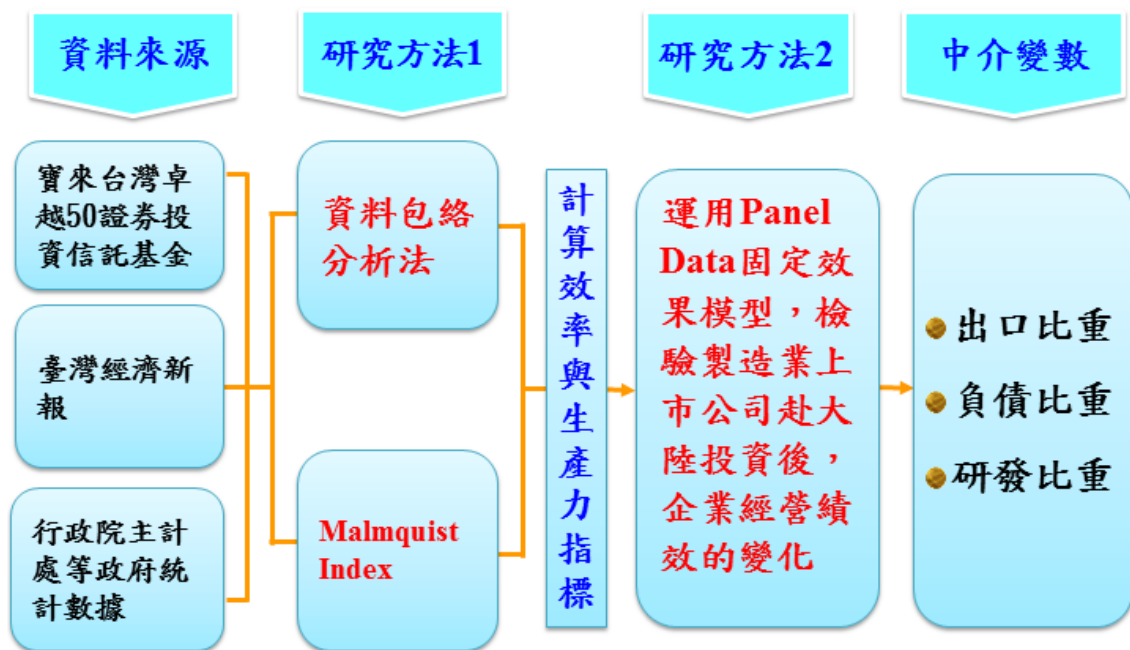 資料來源
研究方法1
研究方法2
中介變數
寶來台灣卓
越50證券投
資信託基金
臺灣經濟新
報
行政院主計
處等政府統
計數據
資料包絡
分析法
Malmquist
Index
計算效率與生產力指標
運用Panel
Data固定效
果模型，檢
驗製造業上
市公司赴大
陸投資後，
企業經營績
效的變化
出口比重
負債比重
研發比重